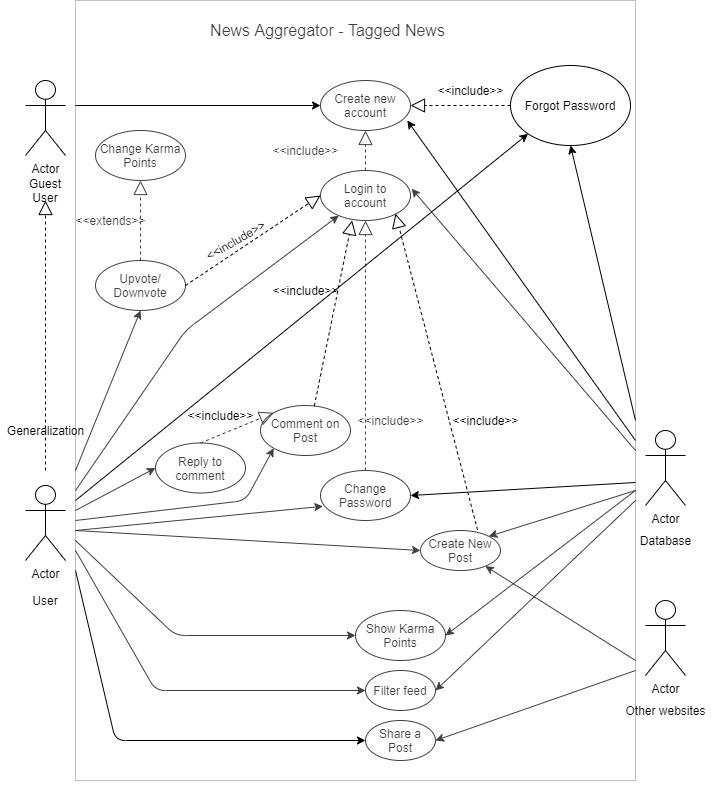 News Aggregator - Tagged News
<<include>>
Create new
account
Forgot Password
Actor
Guest
User
Change Karma
Points
<<include>>
Login to
account
<<extends>>
<<include>>
Upvote/
Downvote
<<include>>
Generalization
<<include>>
Comment on
Post
<<include>>
<<include>>
Reply to
comment
Change
Password
Actor
Database
Create New
Post
Actor
User
Show Karma
Points
Filter feed
Actor
Other websites
Share a
Post